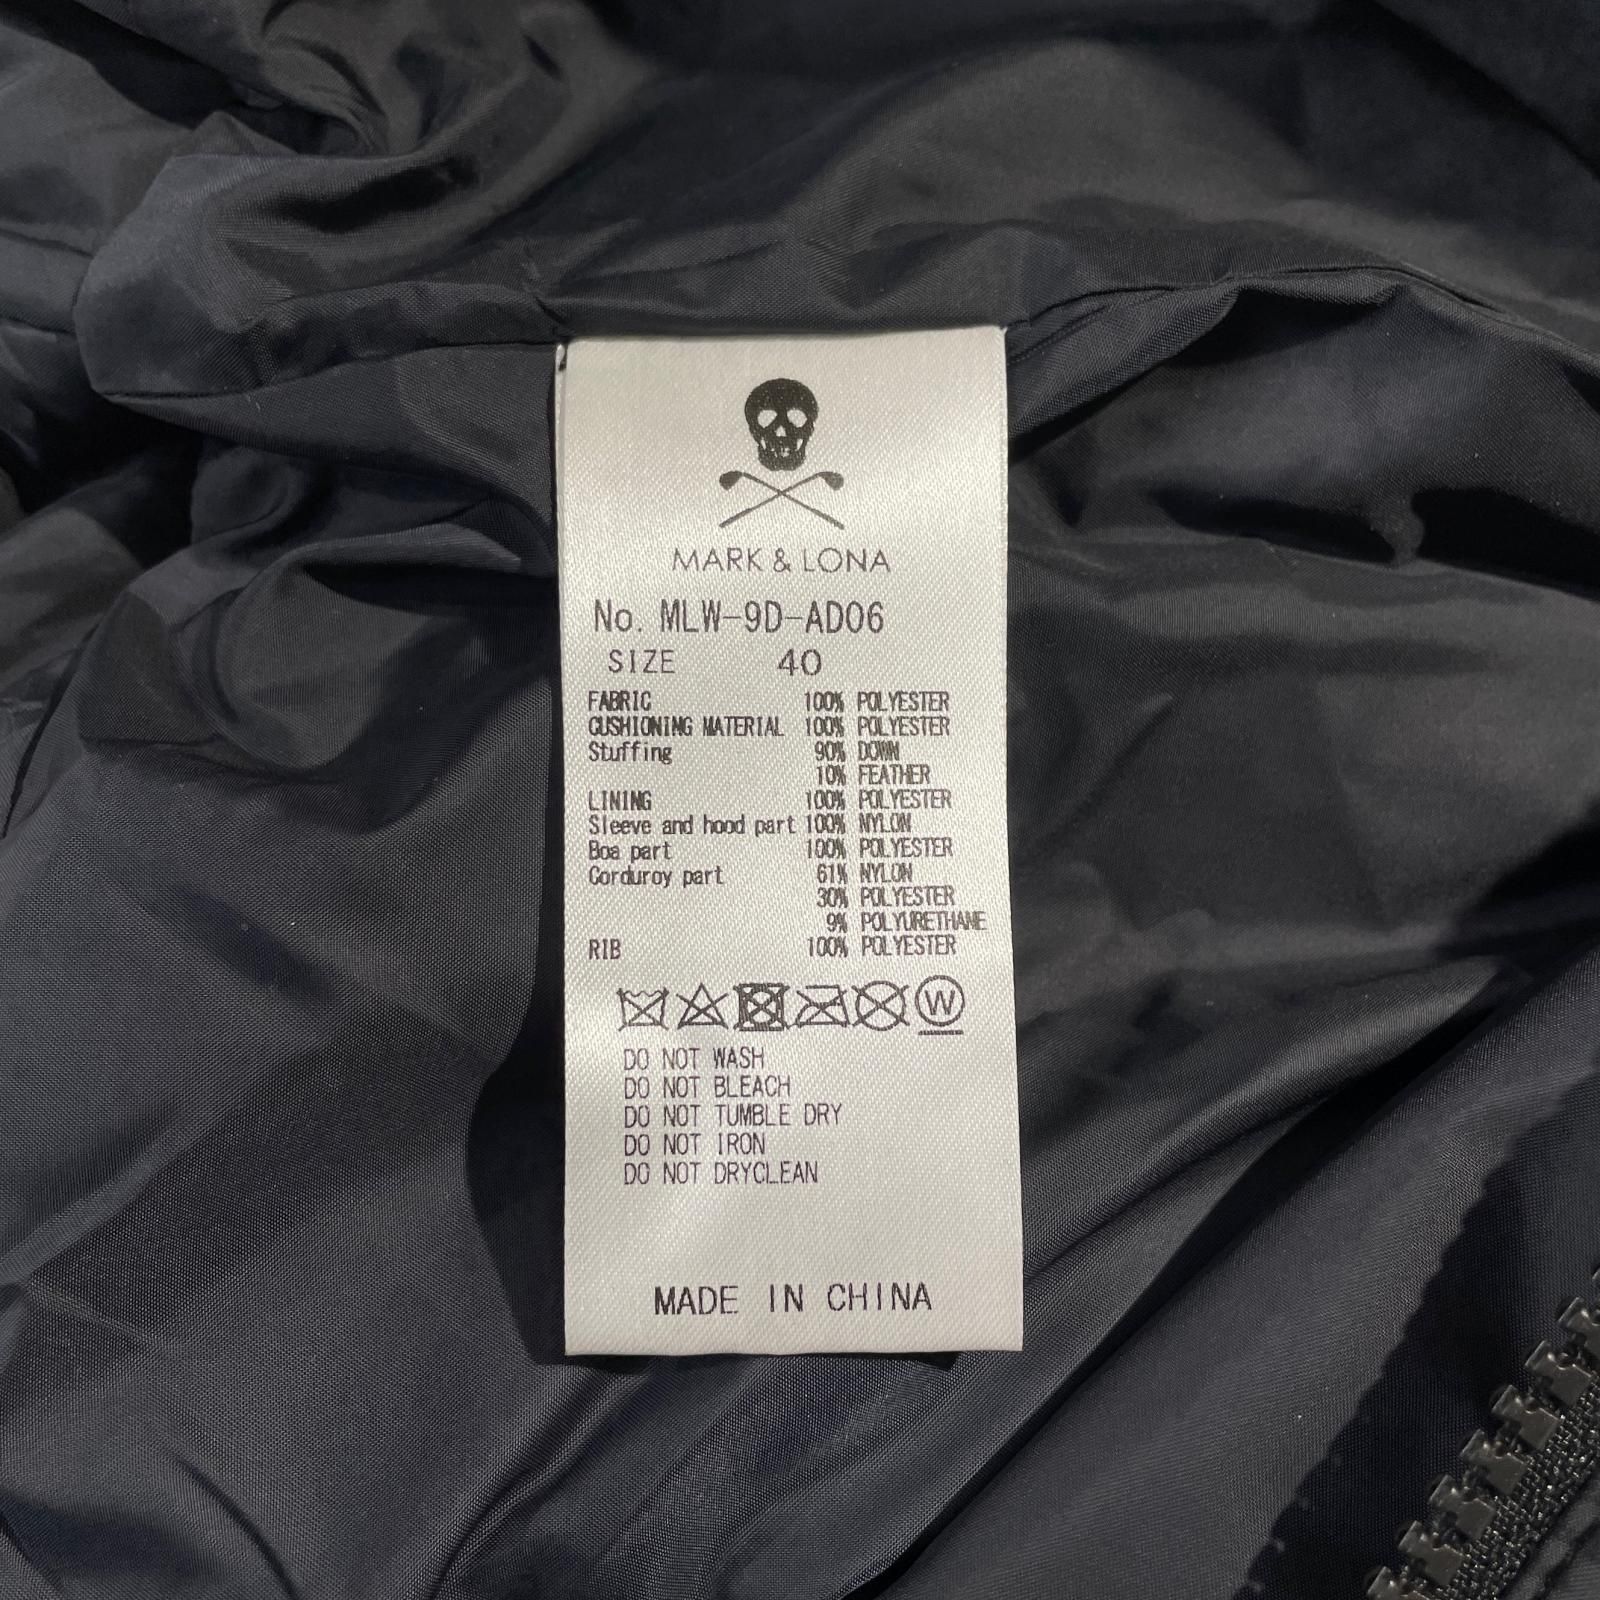 MARK & LONA
No. MLW-9D-AD06
SIZE 40
FABRIC 100% POLYESTER
CUSHIONING MATERIAL 100% POLYESTER
Stuffing 90% DOWN
10% FEATHER
LINING 100% POLYESTER
Sleeve and hood part 100% NYLON
Boa part 100% POLYESTER
Corduroy part 61% NYLON
30% POLYESTER
9% POLYURETHANE
RIB 100% POLYESTER
W
DO NOT WASH
DO NOT BLEACH
DO NOT TUMBLE DRY
DO NOT IRON
DO NOT DRYCLEAN
MADE IN CHINA